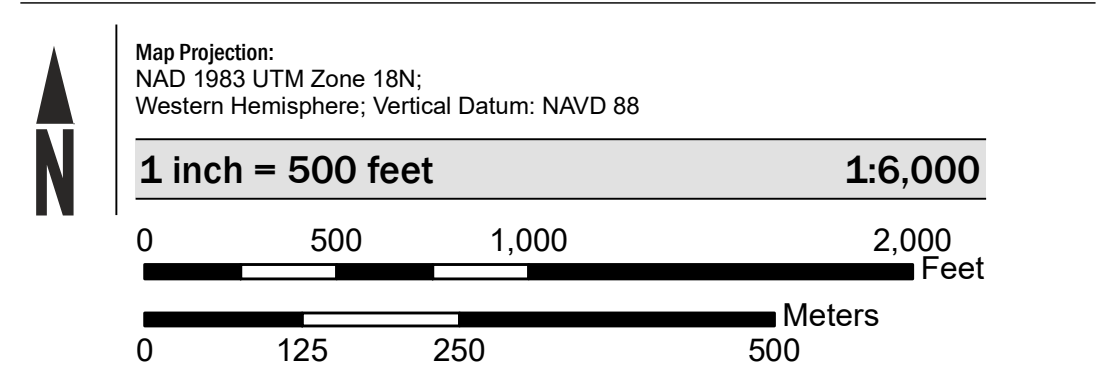 N
Map Projection:
NAD 1983 UTM Zone 18N;
Western Hemisphere; Vertical Datum: NAVD 88
1 inch = 500 feet 1:6,000
0 500 1,000 2,000
Feet
Meters
0 125 250 500